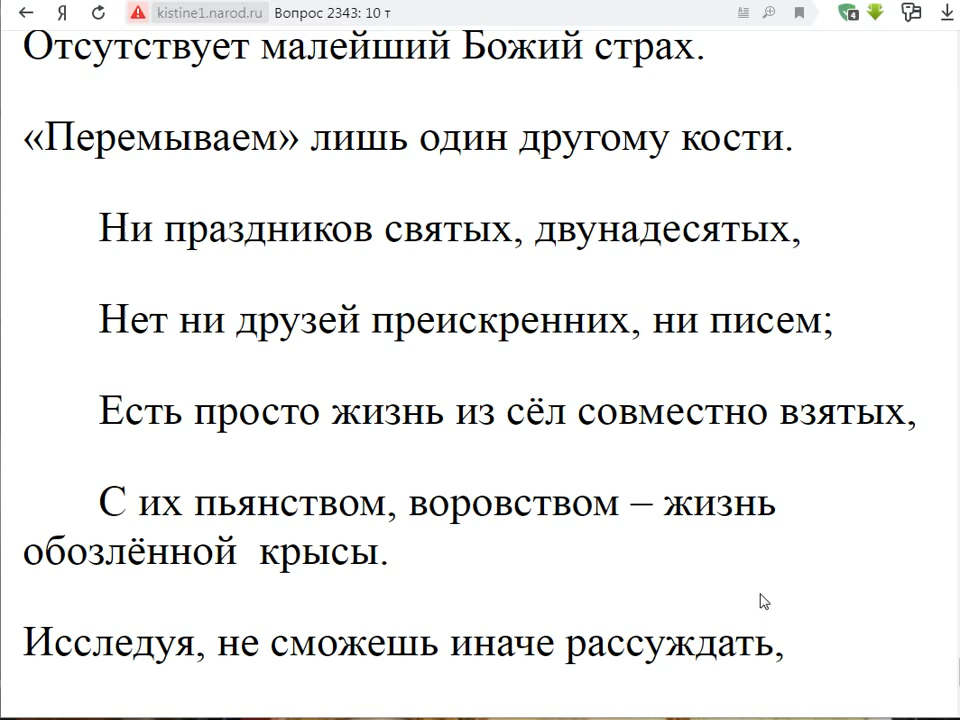 Я kistine1.narod.ru Вопрос 2343: 10 т 4
Отсутствует малейший Божий страх.
«Перемываем» лишь один другому кости.
Ни праздников святых, двунадесятых,
Нет ни друзей преискренних, ни писем;
Есть просто жизнь из сёл совместно взятых,
С их пьянством, воровством – жизнь
обозлённой крысы.
Исследуя, не сможешь иначе рассуждать,